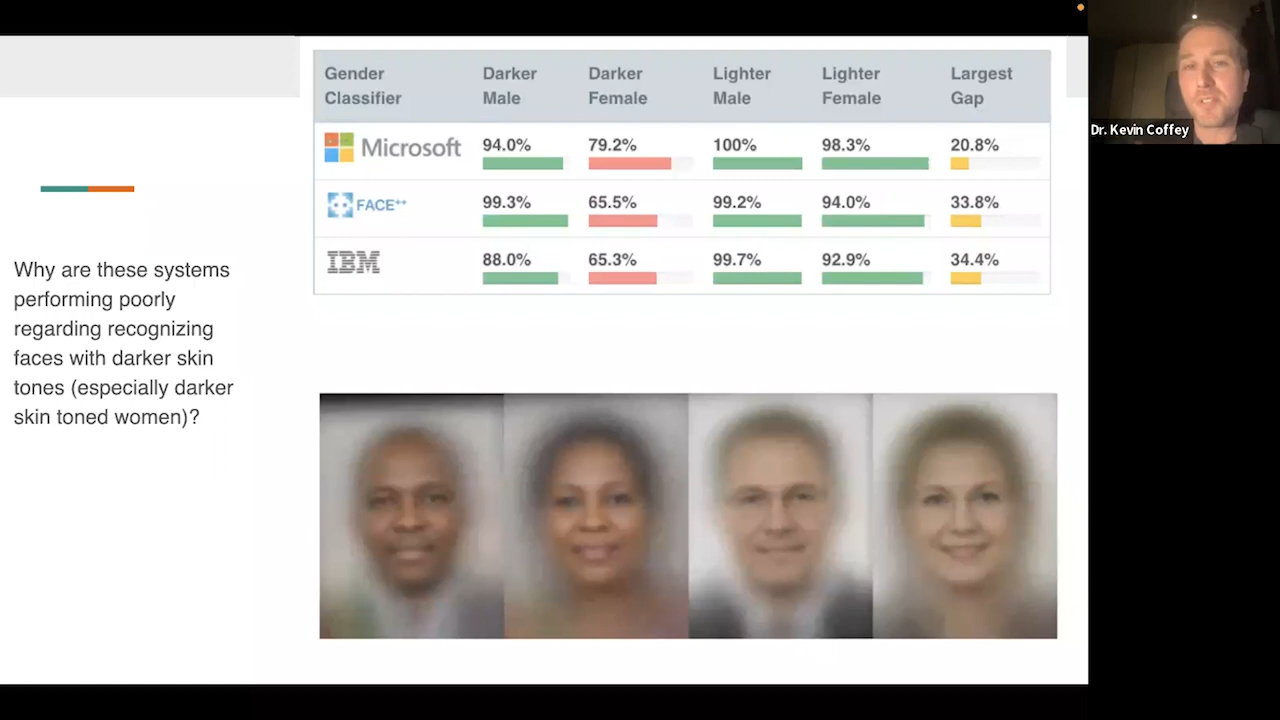 Gender Classifier Darker Male Darker Female Lighter Male Lighter Female Largest Gap
Microsoft 94.0% 79.2% 100% 98.3% 20.8%
FACE++ 99.3% 65.5% 99.2% 94.0% 33.8%
IBM 88.0% 65.3% 99.7% 92.9% 34.4%
Why are these systems
performing poorly
regarding recognizing
faces with darker skin
tones (especially darker
skin toned women)?
Dr. Kevin Coffey